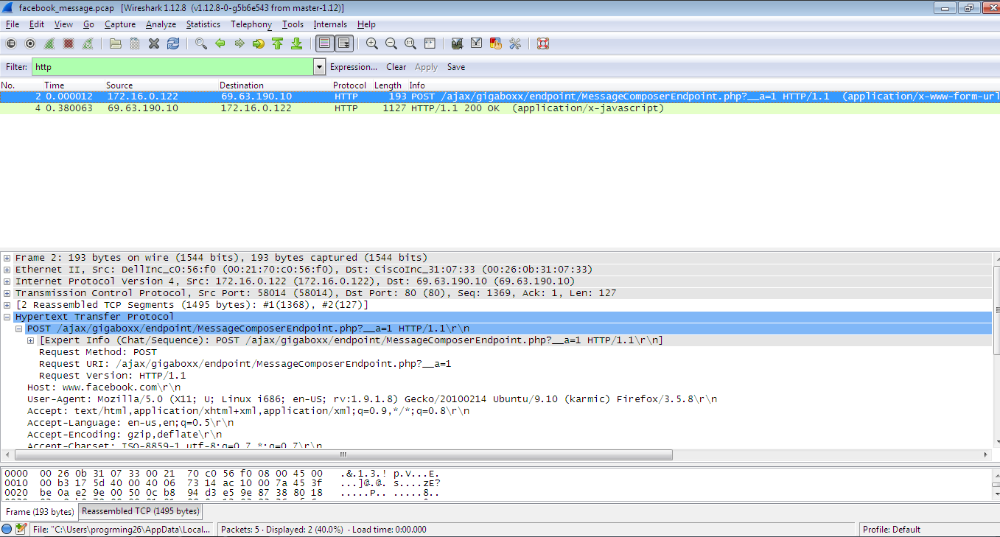 facebook_message.pcap [Wireshark 1.12.8 (v1.12.8-0-g5b6e543 from master-1.12)]
File Edit View Go Capture Analyze Statistics Telephony Tools Internals Help
Filter: http Expression... Clear Apply Save
No. Time Source Destination Protocol Length Info
2 0.000012 172.16.0.122 69.63.190.10 HTTP 193 POST /ajax/gigaboxx/endpoint/MessageComposerEndpoint.php?__a=1 HTTP/1.1 (application/x-www-form-url
4 0.380063 69.63.190.10 172.16.0.122 HTTP 1127 HTTP/1.1 200 OK (application/x-javascript)
Frame 2: 193 bytes on wire (1544 bits), 193 bytes captured (1544 bits)
Ethernet II, Src: DellInc_c0:56:f0 (00:21:70:c0:56:f0), Dst: CiscoInc_31:07:33 (00:26:0b:31:07:33)
Internet Protocol Version 4, Src: 172.16.0.122 (172.16.0.122), Dst: 69.63.190.10 (69.63.190.10)
Transmission Control Protocol, Src Port: 58014 (58014), Dst Port: 80 (80), Seq: 1369, Ack: 1, Len: 127
[2 Reassembled TCP Segments (1495 bytes): #1(1368), #2(127)]
Hypertext Transfer Protocol
POST /ajax/gigaboxx/endpoint/MessageComposerEndpoint.php?__a=1 HTTP/1.1\r\n
[Expert Info (Chat/Sequence): POST /ajax/gigaboxx/endpoint/MessageComposerEndpoint.php?__a=1 HTTP/1.1\r\n]
Request Method: POST
Request URI: /ajax/gigaboxx/endpoint/MessageComposerEndpoint.php?__a=1
Request Version: HTTP/1.1
Host: www.facebook.com\r\n
User-Agent: Mozilla/5.0 (X11; U; Linux i686; en-US; rv:1.9.1.8) Gecko/20100214 Ubuntu/9.10 (karmic) Firefox/3.5.8\r\n
Accept: text/html,application/xhtml+xml,application/xml;q=0.9,*/*;q=0.8\r\n
Accept-Language: en-us,en;q=0.5\r\n
Accept-Encoding: gzip,deflate\r\n
Accept-Charset: ISO-8859-1,utf-8;q=0.7,*;q=0.7\r\n
0000 00 26 0b 31 07 33 00 21 70 c0 56 f0 08 00 45 00 .&.1.3.! p.V...E.
0010 00 b3 17 5d 40 00 40 06 73 14 ac 10 00 7a 45 3f ...]@.@. s....zE?
0020 be 0a e2 9e 00 50 0c b8 94 d3 e5 9e 87 38 80 18 .....P.. .....8..
Frame (193 bytes) Reassembled TCP (1495 bytes)
File: "C:\Users\progrming26\AppData\Local... Packets: 5 · Displayed: 2 (40.0%) · Load time: 0:00.000 Profile: Default